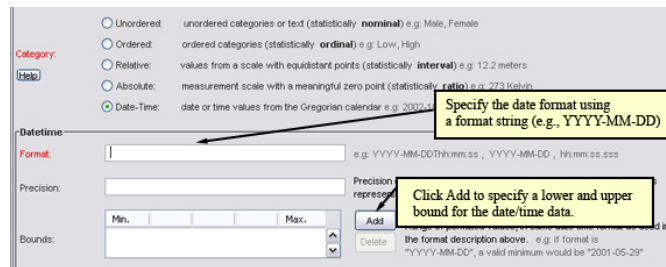 Category:
Help
Unordered: unordered categories or text (statistically nominal) e.g: Male, Female
Ordered: ordered categories (statistically ordinal) e.g: Low, High
Relative: values from a scale with equidistant points (statistically interval) e.g: 12.2 meters
Absolute: measurement scale with a meaningful zero point (statistically ratio) e.g: 273 Kelvin
Date-Time: date or time values from the Gregorian calendar e.g: 2002-
Specify the date format using
a format string (e.g., YYYY-MM-DD)
Datetime
Format: e.g: YYYY-MM-DDThh:mm:ss , YYYY-MM-DD , hh:mm:ss.sss
Precision: Precision
Click Add to specify a lower and upper
bound for the date/time data.
Bounds:
Min. Max.
Add
Delete
the format description above. e.g: if format is
"YYYY-MM-DD", a valid minimum would be "2001-05-29"